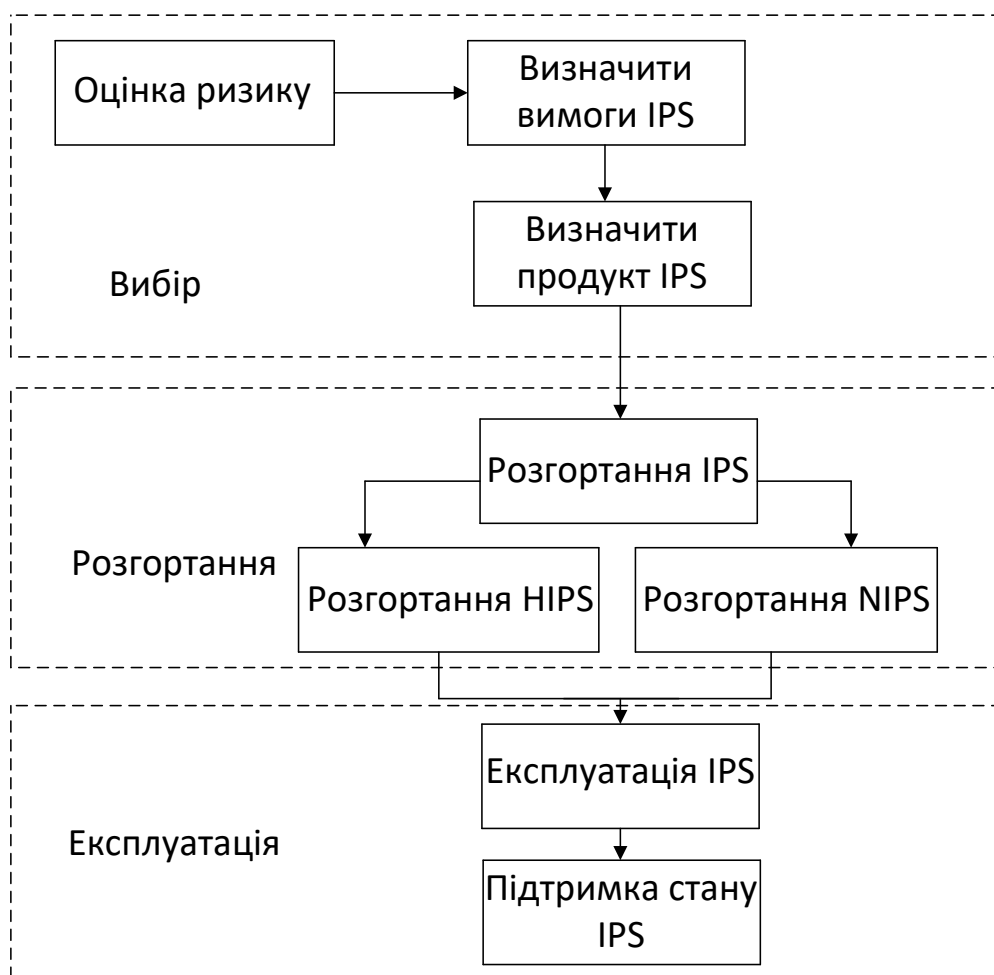 Оцінка ризику
Визначити
вимоги IPS
Визначити
продукт IPS
Вибір
Розгортання IPS
Розгортання
Розгортання HIPS
Розгортання NIPS
Експлуатація IPS
Експлуатація
Підтримка стану
IPS